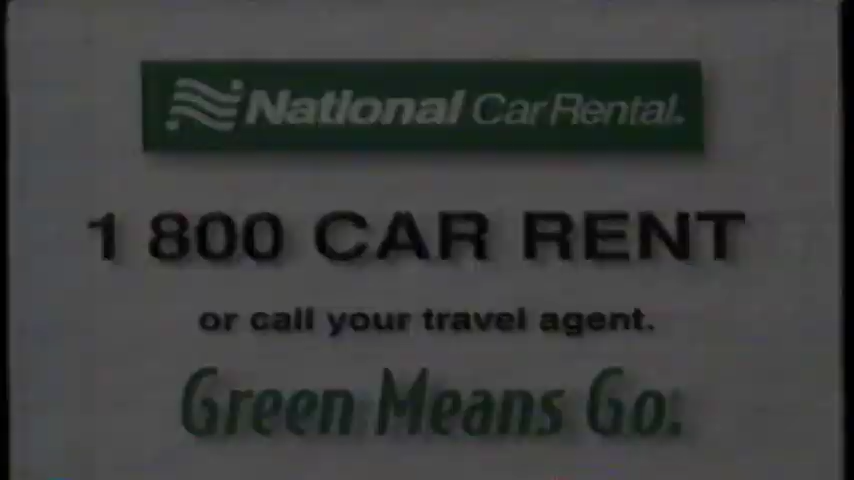 National Car Rental.
1 800 CAR RENT
or call your travel agent.
Green Means Go.